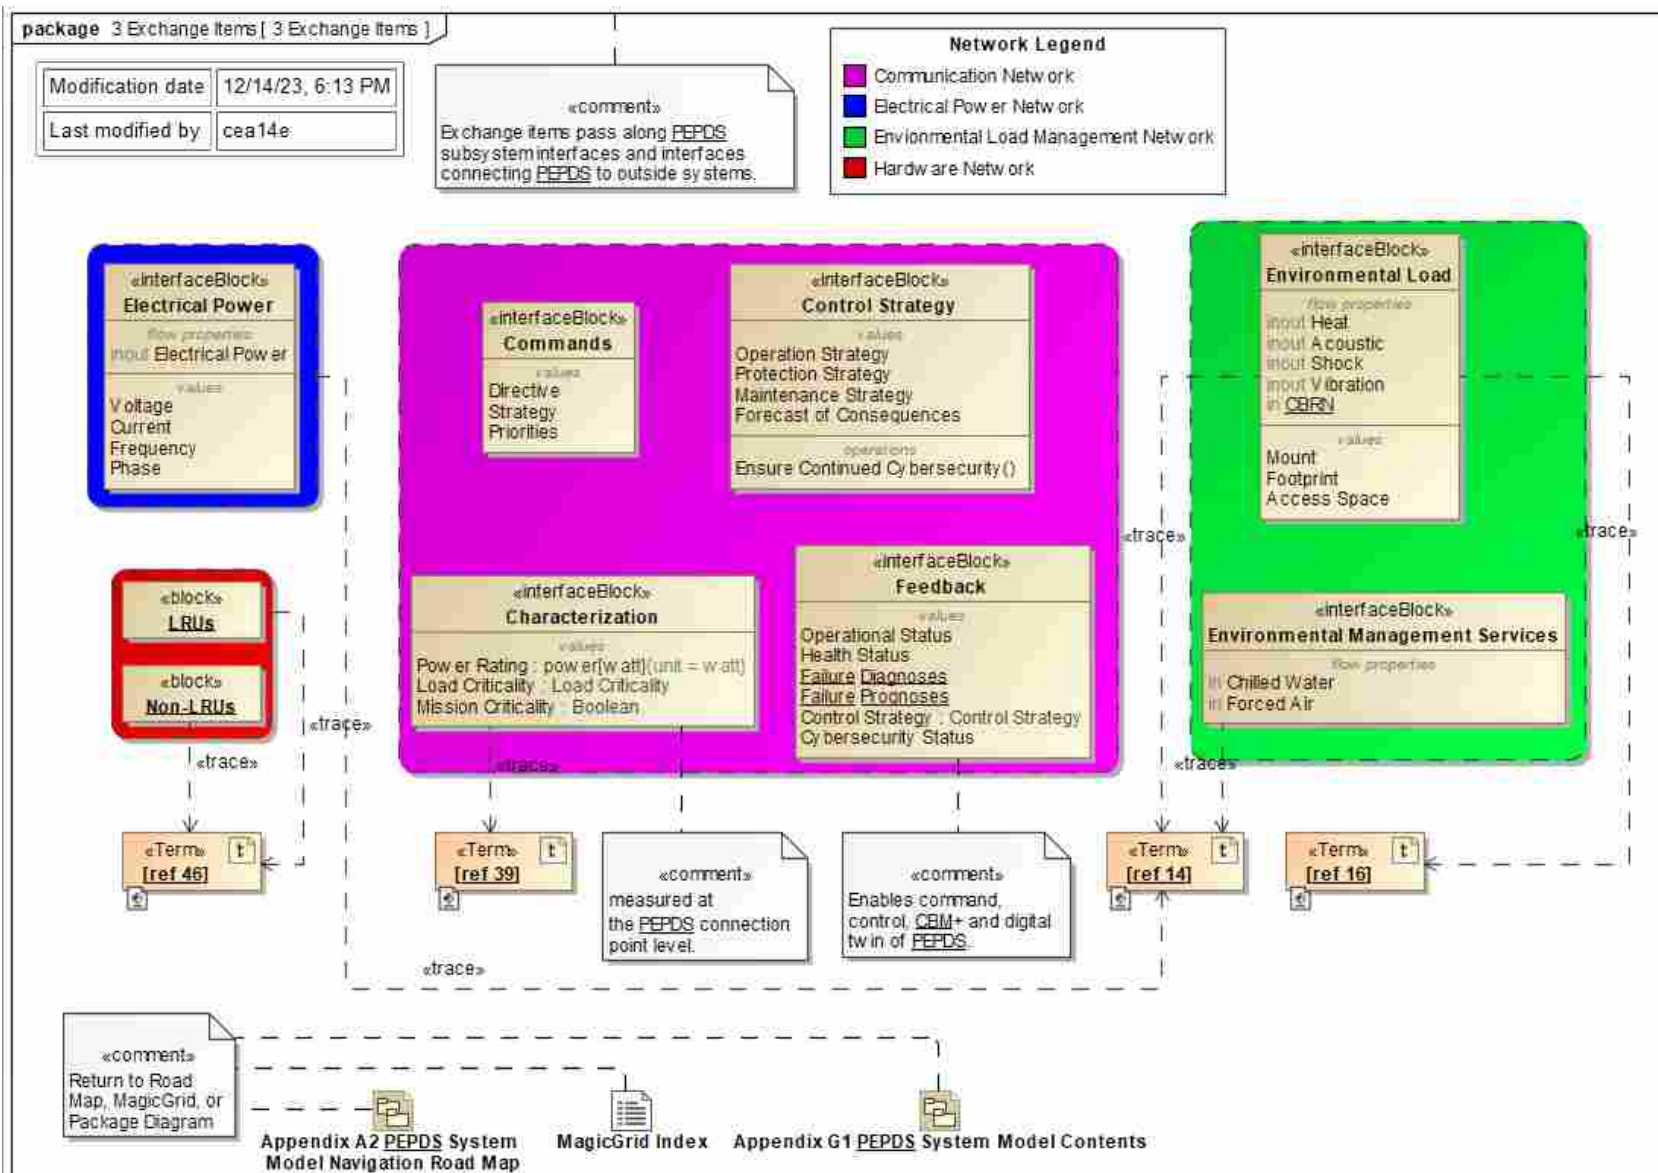 package 3 Exchange Items [ 3 Exchange Items ]
Modification date 12/14/23, 6:13 PM
Last modified by cea14e
«comment»
Exchange items pass along PEPDS
subsystem interfaces and interfaces
connecting PEPDS to outside systems.
Network Legend
Communication Network
Electrical Power Network
Envionmental Load Management Network
Hardware Network
«interfaceBlock»
Electrical Power
flow properties
inout Electrical Power
values
Voltage
Current
Frequency
Phase
«interfaceBlock»
Commands
values
Directive
Strategy
Priorities
«interfaceBlock»
Control Strategy
values
Operation Strategy
Protection Strategy
Maintenance Strategy
Forecast of Consequences
operations
Ensure Continued Cybersecurity()
«interfaceBlock»
Environmental Load
flow properties
inout Heat
inout Acoustic
inout Shock
inout Vibration
in CBRN
values
Mount
Footprint
Access Space
«trace»
«trace»
«block»
LRUs
«block»
Non-LRUs
«trace»
«trace»
«interfaceBlock»
Characterization
values
Power Rating : power[watt]{unit = watt}
Load Criticality : Load Criticality
Mission Criticality : Boolean
«trace»
«interfaceBlock»
Feedback
values
Operational Status
Health Status
Failure Diagnoses
Failure Prognoses
Control Strategy : Control Strategy
Cybersecurity Status
«interfaceBlock»
Environmental Management Services
flow properties
in Chilled Water
in Forced Air
«trace»
«Term» t
[ref 46]
«Term» t
[ref 39]
«comment»
measured at
the PEPDS connection
point level.
«comment»
Enables command,
control, CBM+ and digital
twin of PEPDS.
«Term» t
[ref 14]
«Term» t
[ref 16]
«trace»
«comment»
Return to Road
Map, MagicGrid, or
Package Diagram
Appendix A2 PEPDS System
Model Navigation Road Map
MagicGrid Index
Appendix G1 PEPDS System Model Contents